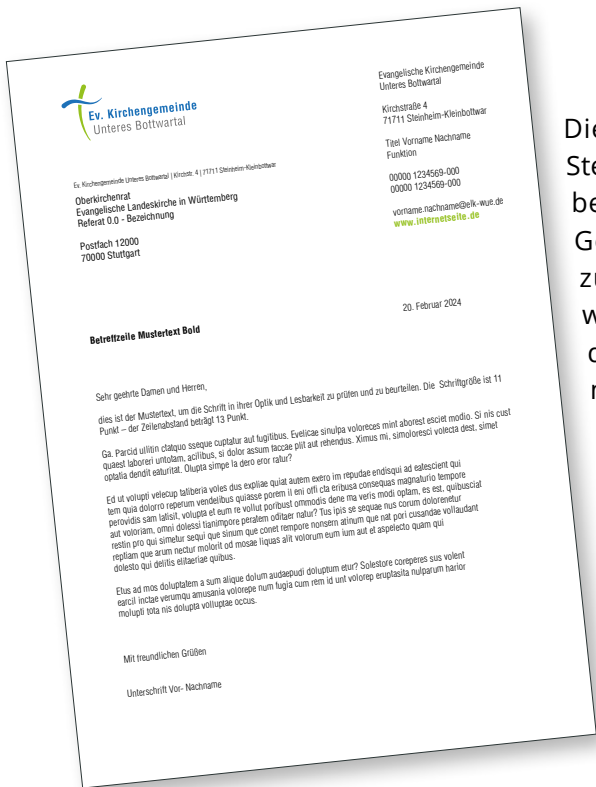 Ev. Kirchengemeinde
Unteres Bottwartal
Evangelische Kirchengemeinde
Unteres Bottwartal
Kirchstraße 4
71711 Steinheim-Kleinbottwar
Titel Vorname Nachname
Funktion
00000 1234569-000
00000 1234569-000
vorname.nachname@elk-wue.de
www.internetseite.de
Ev. Kirchengemeinde Unteres Bottwartal | Kirchstr. 4 | 71711 Steinheim-Kleinbottwar
Oberkirchenrat
Evangelische Landeskirche in Württemberg
Referat 0.0 - Bezeichnung
Postfach 12000
70000 Stuttgart
20. Februar 2024
Betreffzeile Mustertext Bold
Sehr geehrte Damen und Herren,
dies ist der Mustertext, um die Schrift in ihrer Optik und Lesbarkeit zu prüfen und zu beurteilen. Die Schriftgröße ist 11
Punkt – der Zeilenabstand beträgt 13 Punkt.
Ga. Parcid ullitin ctatquo sseque cuptatur aut fugitibus. Evelicae sinulpa voloreces mint aborest esciet modio. Si nis cust
quaest laboreri untotam, acilibus, si dolor assum faccae plit aut rehendus. Ximus mi, simoloresci volecta dest, simet
optatia dendit eaturitat. Olupta simpe la dero eror ratur?
Ed ut volupti velecup tatiberia voles dus expliae quiat autem exero im repudae endisqui ad eatescient qui
tem quia dolorro reperum vendelibus quiasse porem il eni offi cta eribusa consequas magnaturio tempore
perovidis sam latisit, volupta et eum re vollut poribust ommodis dene ma veris modi optam, es est, quibusciat
aut voloriam, omni dolessi tianimpore peratem oditaer natur? Tus ipis se sequae nus corum dolorenetur
restin pro qui simetur sequi que sinum que conet rempore nonsern atinum que nat pori cusandae vollaudant
reptiam que arum nectur molorit od mosae liquas alit volorum eum ium aut et aspelecto quam qui
dolesto qui delitis elitaeriae quibus.
Etus ad mos doluptatem a sum alique dolum audaepudi doluptum etur? Solestore coreperes sus volent
earcil inctae verumqu amusania volorepe num fugia cum rem id unt volorep eruptasita nulparum harior
molupti tota nis dolupta volluptae occus.
Mit freundlichen Grüßen
Unterschrift Vor- Nachname
Die
Ste
be